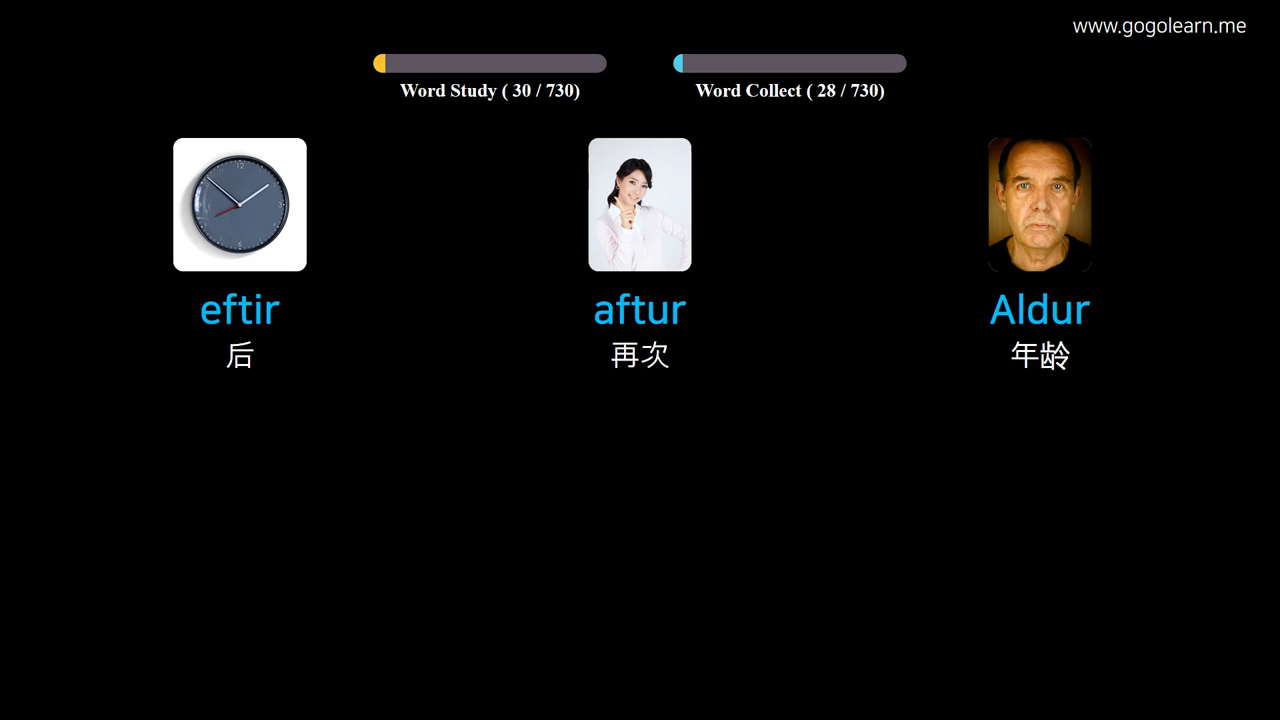 www.gogolearn.me
Word Study ( 30 / 730)
Word Collect ( 28 / 730)
eftir
aftur
Aldur
后
再次
年龄